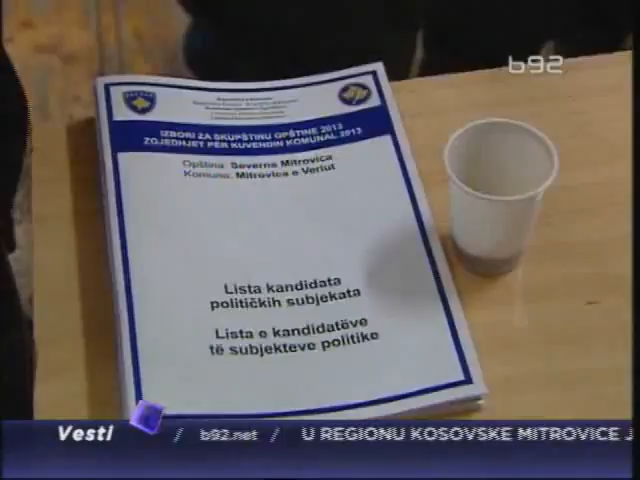 b92
IZBORI ZA SKUPŠTINU OPŠTINE 2013
ZGJEDHJET PËR KUVENDIN KOMUNAL 2013
Opština: Severna Mitrovica
Komuna: Mitrovica e Veriut
Lista kandidata
političkih subjekata
Lista e kandidatëve
të subjekteve politike
Vesti / b92.net / U REGIONU KOSOVSKE MITROVICE J